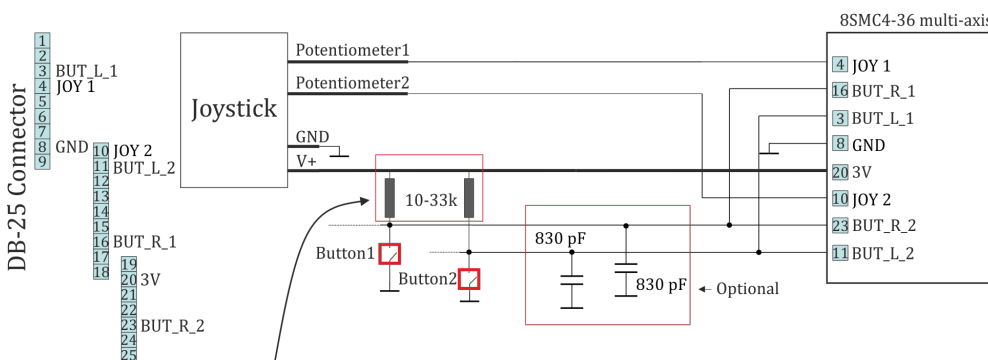 8SMC4-36 multi-axis
DB-25 Connector
1
2
3 BUT_L_1
4 JOY 1
5
6
7
8 GND
9
10 JOY 2
11 BUT_L_2
12
13
14
15
16 BUT_R_1
17
18
19
20 3V
21
22
23 BUT_R_2
24
25
Joystick
Potentiometer1
Potentiometer2
GND
V+
10-33k
Button1
Button2
830 pF
830 pF
← Optional
4 JOY 1
16 BUT_R_1
3 BUT_L_1
8 GND
20 3V
10 JOY 2
23 BUT_R_2
11 BUT_L_2